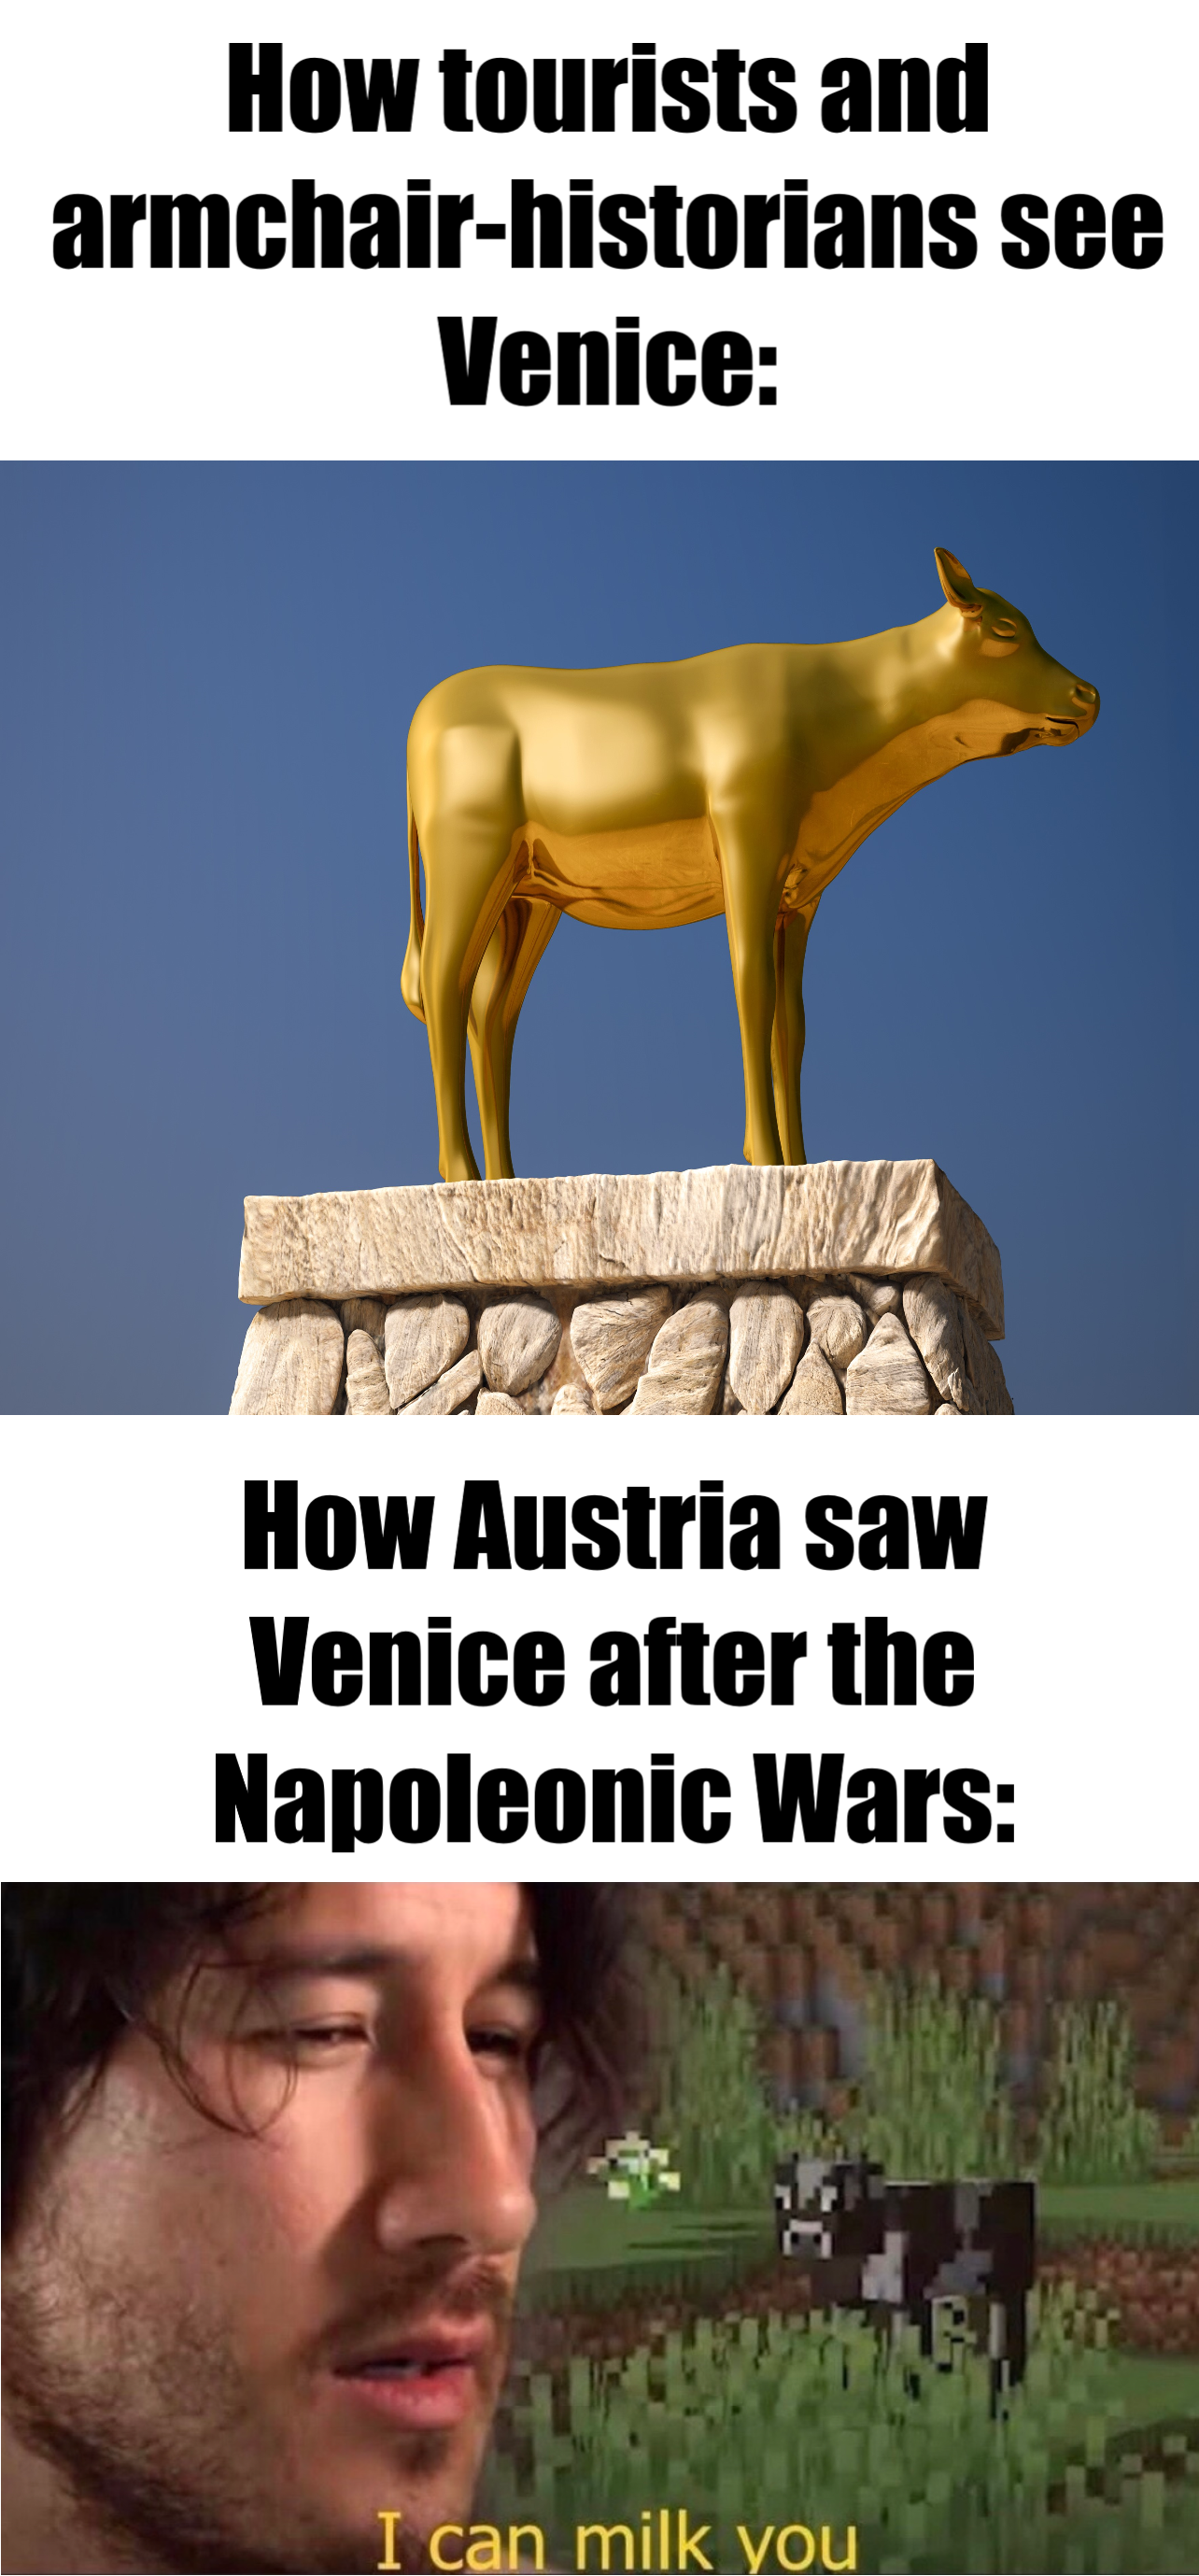 How tourists and
armchair-historians see
Venice:
How Austria saw
Venice after the
Napoleonic Wars:
I can milk you